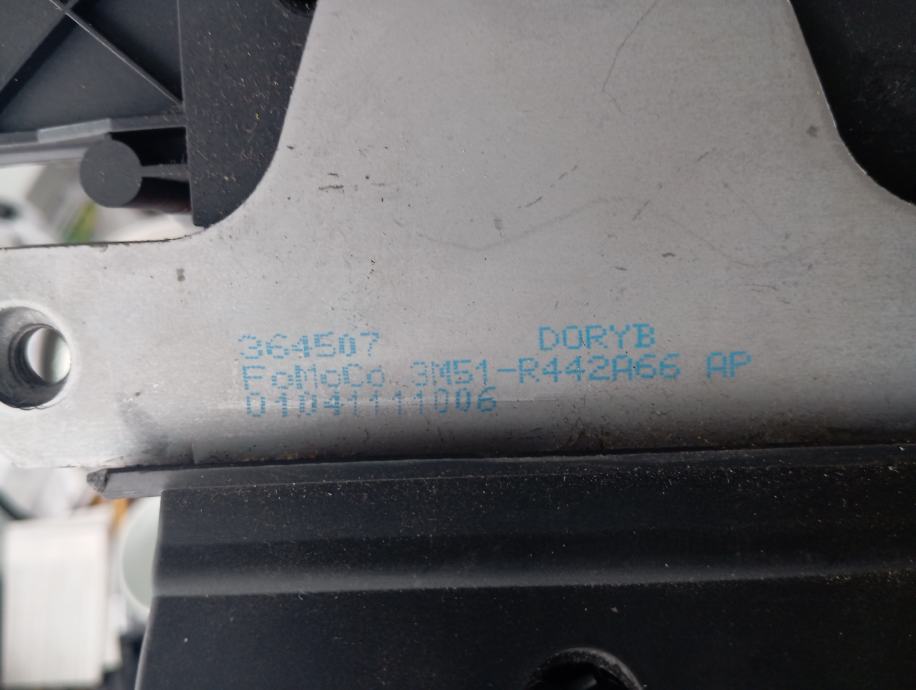 364507 DORYB
FoMoCo 3M51-R442A66 AP
01041111006